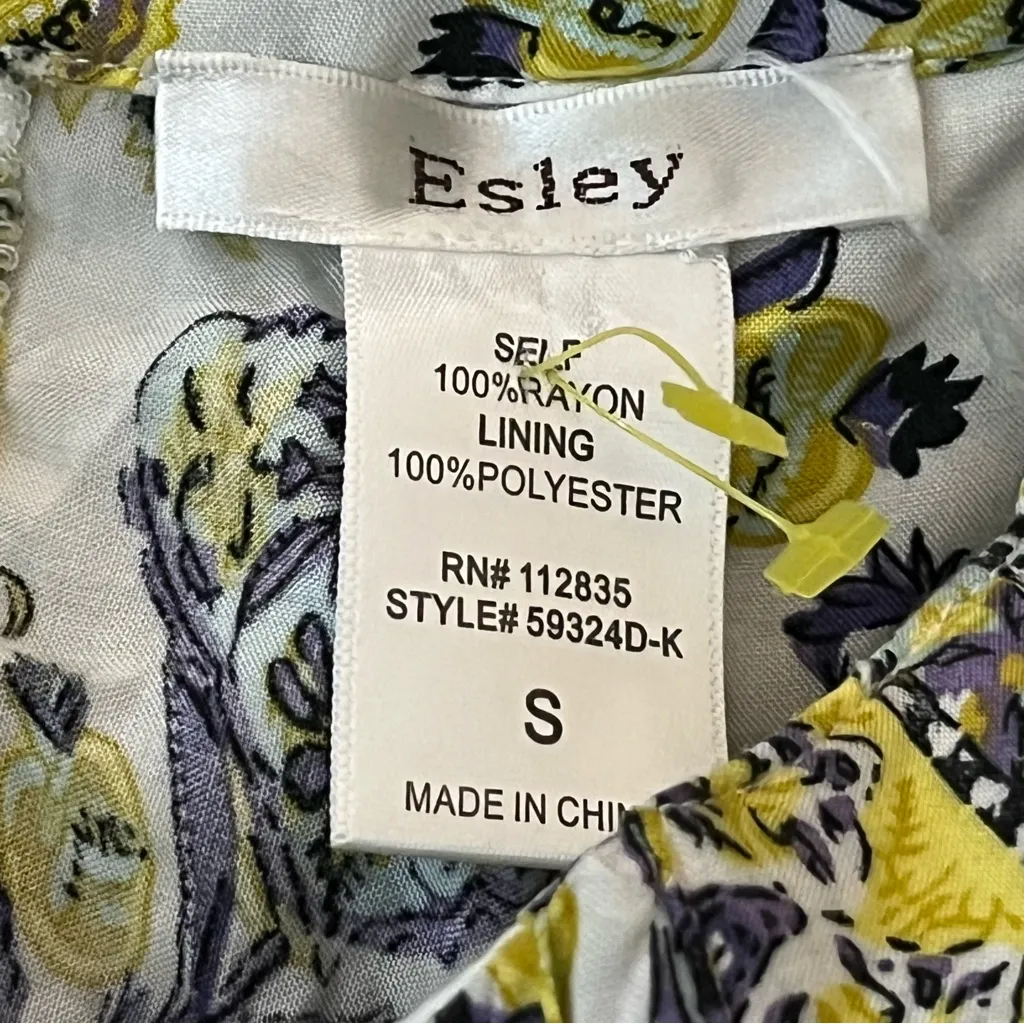 Esley
SELF
100%RAYON
LINING
100%POLYESTER
RN# 112835
STYLE# 59324D-K
S
MADE IN CHIN